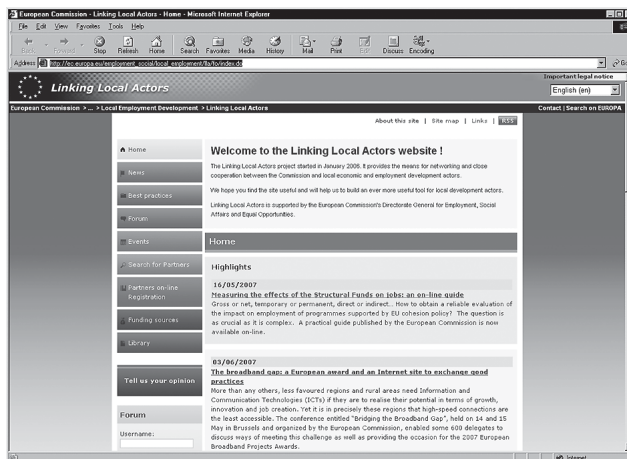 European Commission - Linking Local Actors - Home - Microsoft Internet Explorer
File Edit View Favorites Tools Help
Back Forward Stop Refresh Home Search Favorites Media History Mail Print Edit Discuss Encoding
Address http://ec.europa.eu/employment_social/local_employment/lla/fo/index.do Go
Important legal notice
Linking Local Actors
English (en)
European Commission > ... > Local Employment Development > Linking Local Actors
Contact | Search on EUROPA
About this site | Site map | Links | RSS
Home
News
Best practices
Forum
Events
Search for Partners
Partners on-line
Registration
Funding sources
Library
Tell us your opinion
Forum
Username:
Welcome to the Linking Local Actors website !
The Linking Local Actors project started in January 2006. It provides the means for networking and close
cooperation between the Commission and local economic and employment development actors.
We hope you find the site useful and will help us to build an ever more useful tool for local development actors.
Linking Local Actors is supported by the European Commission's Directorate General for Employment, Social
Affairs and Equal Opportunities.
Home
Highlights
16/05/2007
Measuring the effects of the Structural Funds on jobs: an on-line guide
Gross or net, temporary or permanent, direct or indirect... How to obtain a reliable evaluation of
the impact on employment of programmes supported by EU cohesion policy? The question is
as crucial as it is complex. A practical guide published by the European Commission is now
available on-line.
03/06/2007
The broadband gap: a European award and an Internet site to exchange good
practices
More than any others, less favoured regions and rural areas need Information and
Communication Technologies (ICTs) if they are to realise their potential in terms of growth,
innovation and job creation. Yet it is precisely these regions that high-speed connections are
the least accessible. The conference entitled "Bridging the Broadband Gap", held on 14 and 15
May in Brussels and organized by the European Commission, enabled some 600 delegates to
discuss ways of meeting this challenge as well as providing the occasion for the 2007 European
Broadband Projects Awards.
Internet